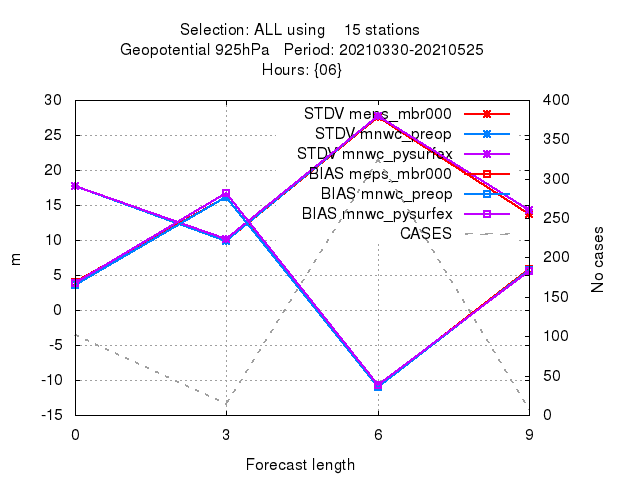 Selection: ALL using 15 stations
Geopotential 925hPa Period: 20210330-20210525
Hours: {06}
30
25
20
15
10
5
0
-5
-10
-15
m
400
350
300
250
200
150
100
50
0
No cases
STDV meps_mbr000
STDV mnwc_preop
STDV mnwc_pysurfex
BIAS meps_mbr000
BIAS mnwc_preop
BIAS mnwc_pysurfex
CASES
0 3 6 9
Forecast length